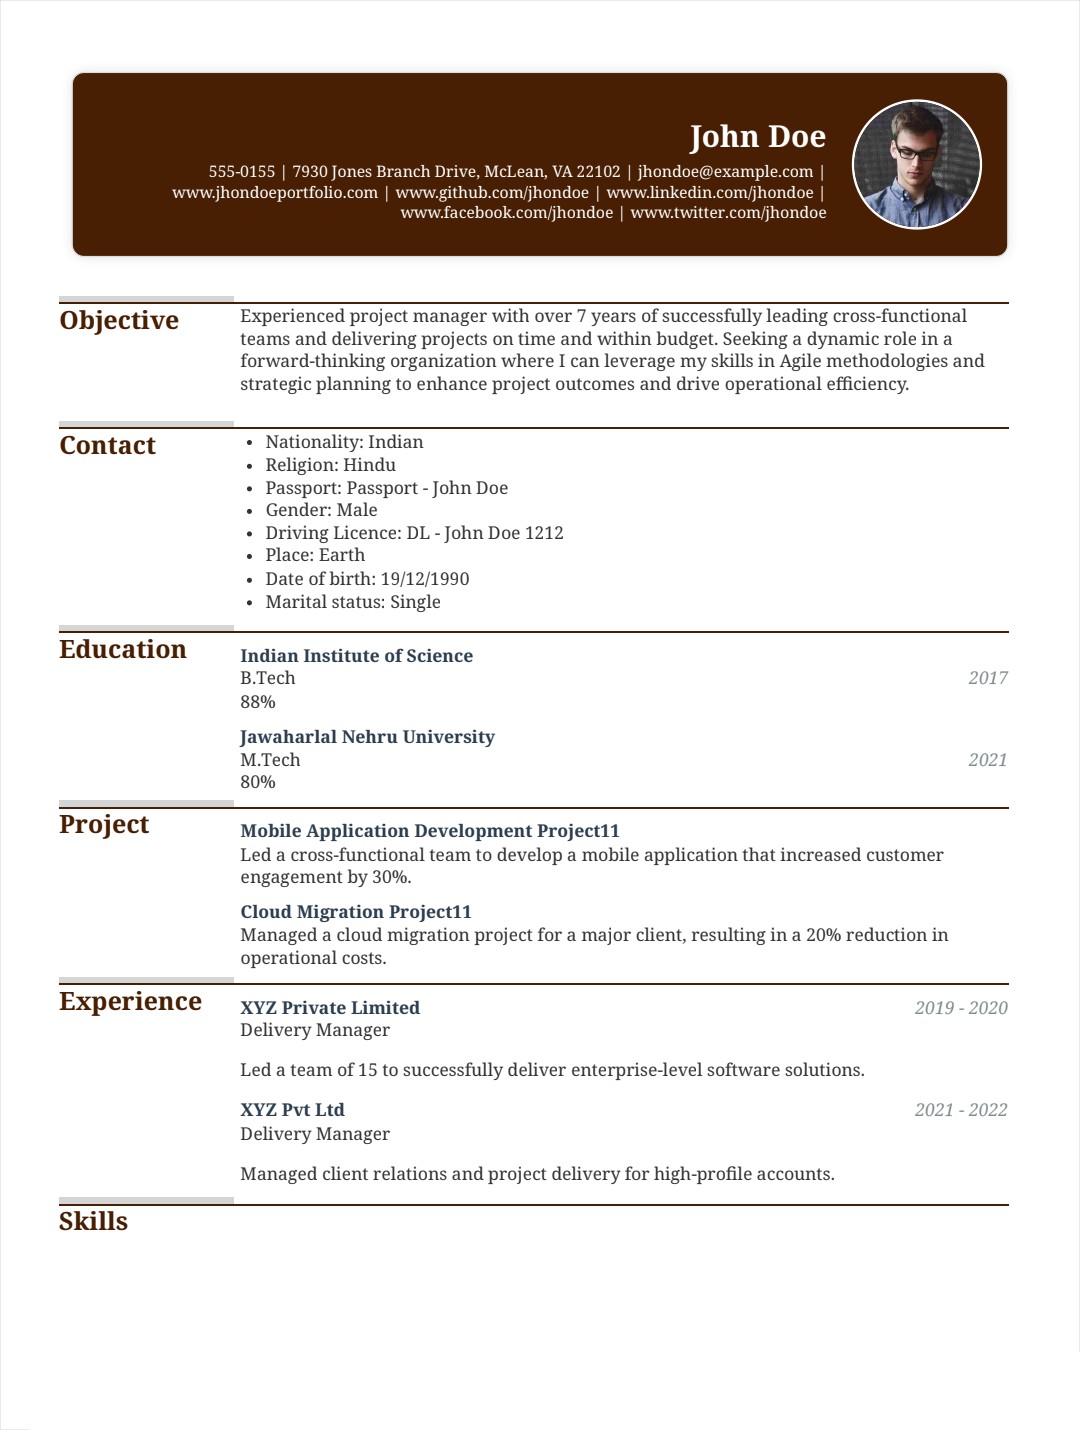 John Doe
555-0155 | 7930 Jones Branch Drive, McLean, VA 22102 | jhondoe@example.com |
www.jhondoeportfolio.com | www.github.com/jhondoe | www.linkedin.com/jhondoe |
www.facebook.com/jhondoe | www.twitter.com/jhondoe
Objective
Experienced project manager with over 7 years of successfully leading cross-functional
teams and delivering projects on time and within budget. Seeking a dynamic role in a
forward-thinking organization where I can leverage my skills in Agile methodologies and
strategic planning to enhance project outcomes and drive operational efficiency.
Contact
• Nationality: Indian
• Religion: Hindu
• Passport: Passport - John Doe
• Gender: Male
• Driving Licence: DL - John Doe 1212
• Place: Earth
• Date of birth: 19/12/1990
• Marital status: Single
Education
Indian Institute of Science
B.Tech 2017
88%
Jawaharlal Nehru University
M.Tech 2021
80%
Project
Mobile Application Development Project11
Led a cross-functional team to develop a mobile application that increased customer
engagement by 30%.
Cloud Migration Project11
Managed a cloud migration project for a major client, resulting in a 20% reduction in
operational costs.
Experience
XYZ Private Limited 2019 - 2020
Delivery Manager
Led a team of 15 to successfully deliver enterprise-level software solutions.
XYZ Pvt Ltd 2021 - 2022
Delivery Manager
Managed client relations and project delivery for high-profile accounts.
Skills